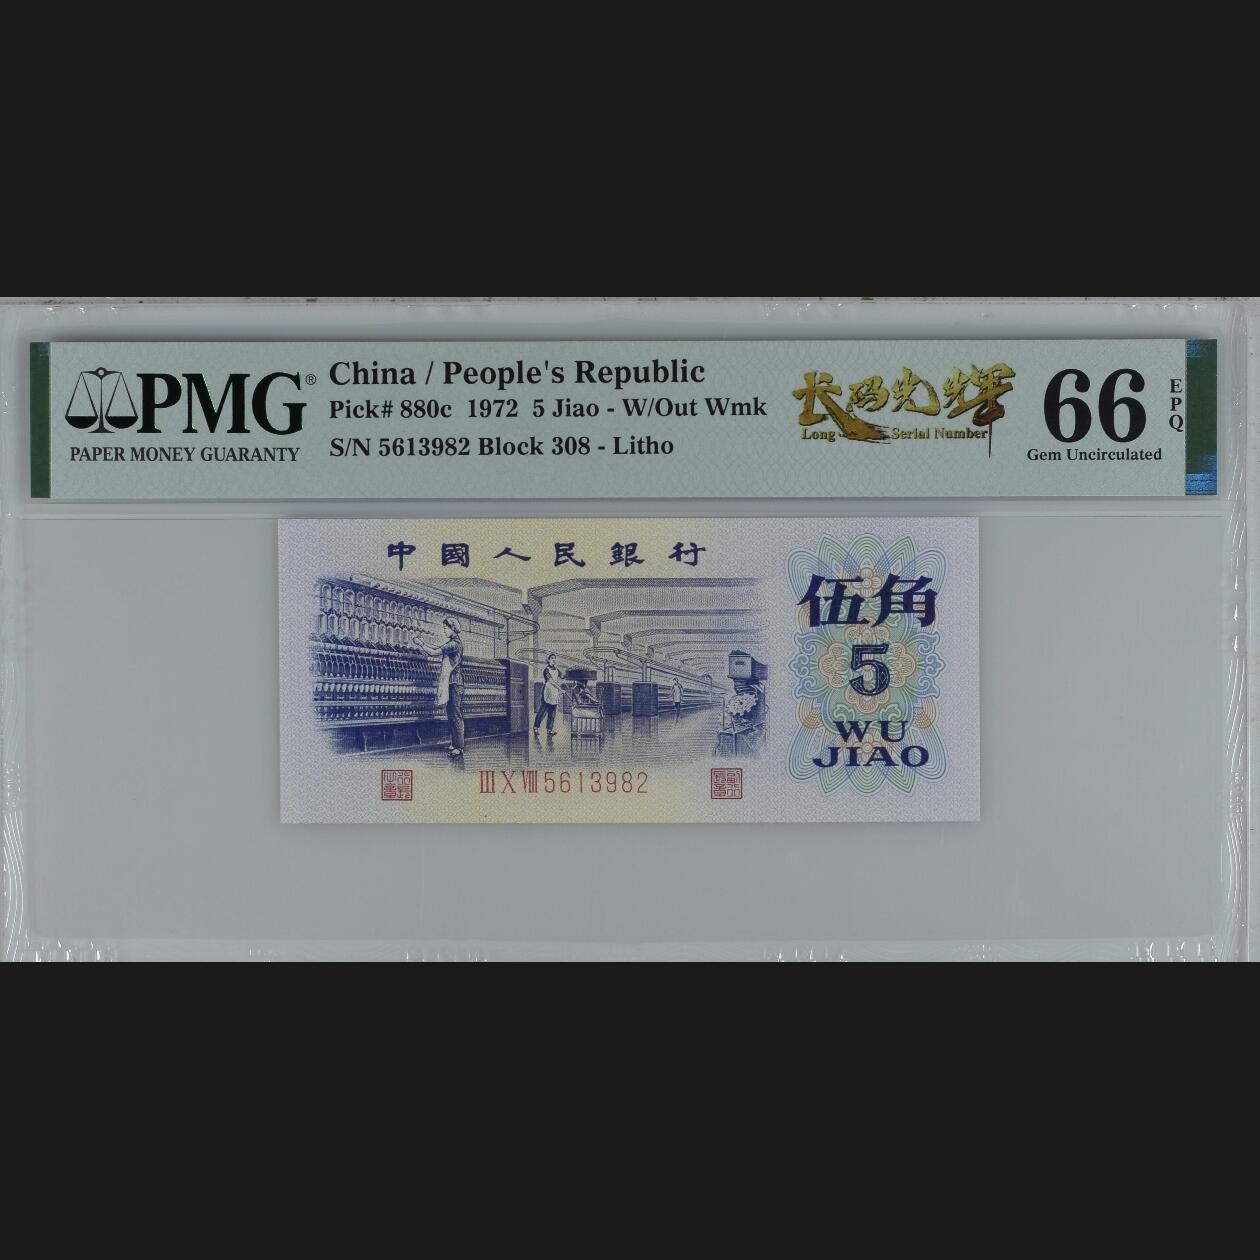 PMG®
PAPER MONEY GUARANTY
China / People's Republic
Pick# 880c 1972 5 Jiao - W/Out Wmk
S/N 5613982 Block 308 - Litho
长码光辉
Long Serial Number
66
EPQ
Gem Uncirculated
中國人民銀行
伍角
5
WU
JIAO
ⅢⅩⅧ5613982